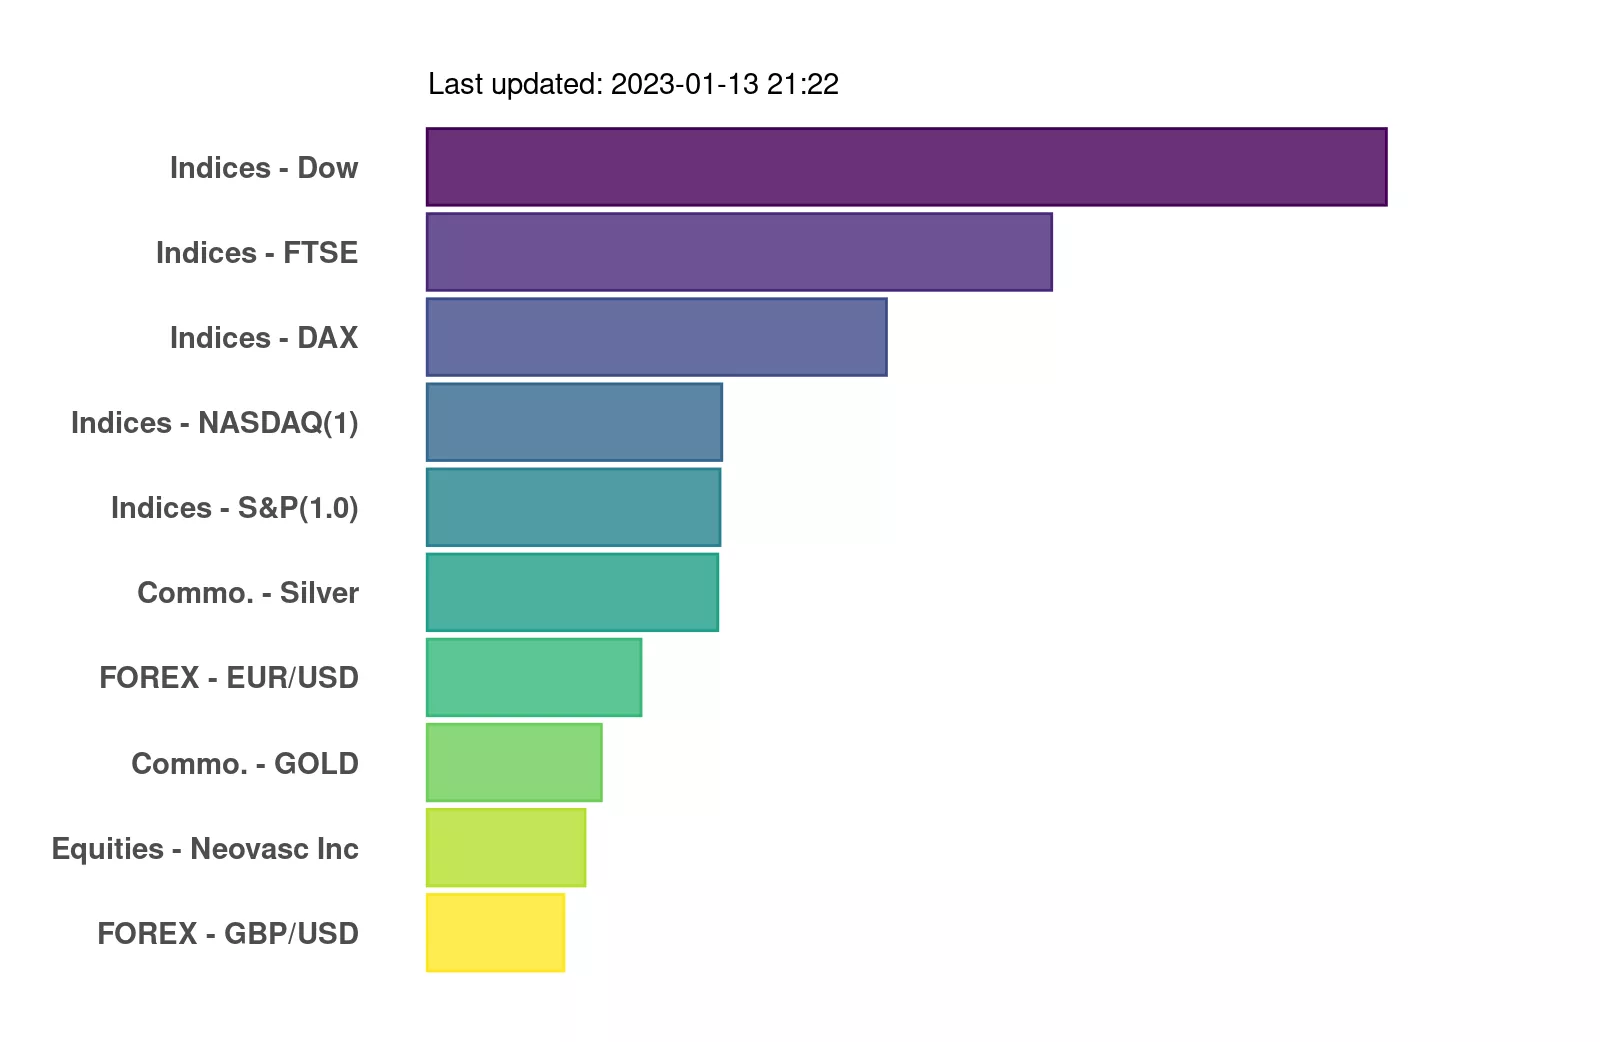 Last updated: 2023-01-13 21:22
Indices - Dow
Indices - FTSE
Indices - DAX
Indices - NASDAQ(1)
Indices - S&P(1.0)
Commo. - Silver
FOREX - EUR/USD
Commo. - GOLD
Equities - Neovasc Inc
FOREX - GBP/USD